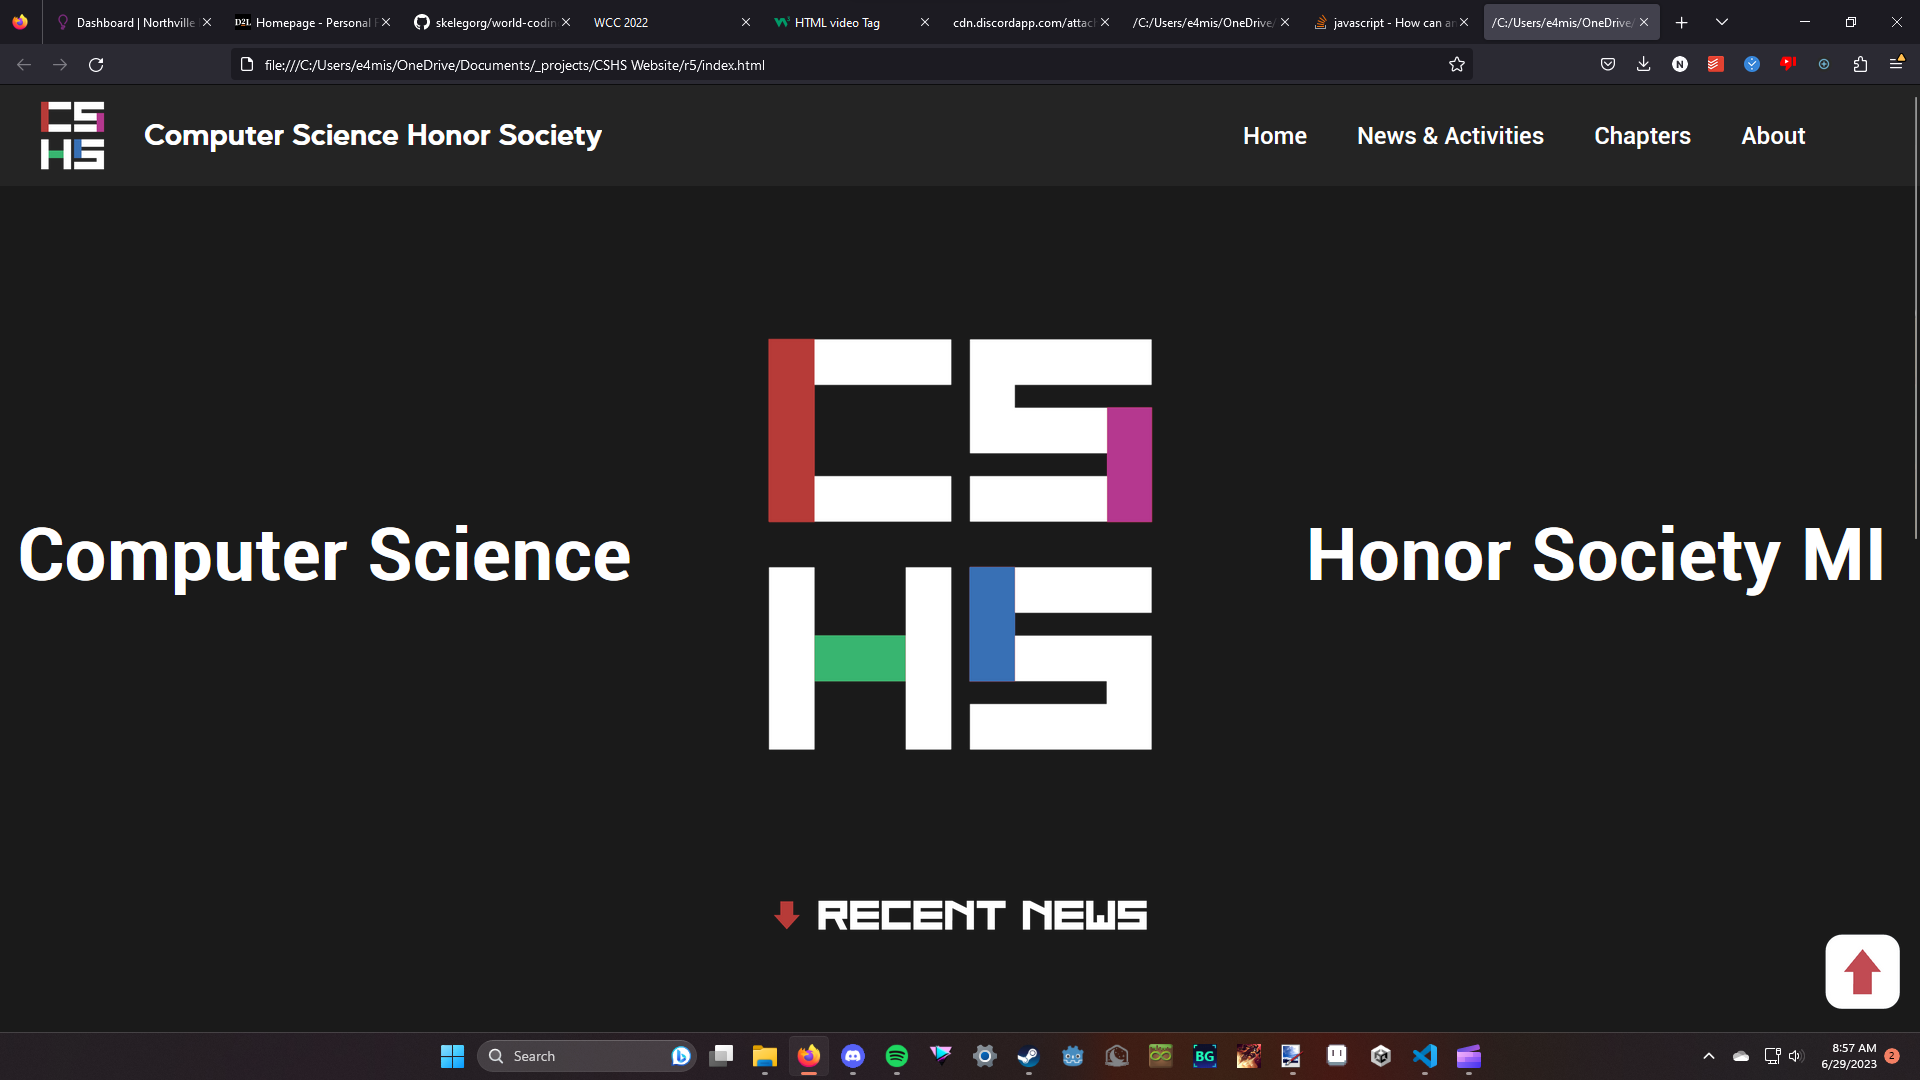 Dashboard | Northville
D2L Homepage - Personal
skelegorg/world-codin
WCC 2022
HTML video Tag
cdn.discordapp.com/attach
/C:/Users/e4mis/OneDrive/
javascript - How can a
/C:/Users/e4mis/OneDrive/
file:///C:/Users/e4mis/OneDrive/Documents/_projects/CSHS Website/r5/index.html
CS
HS
Computer Science Honor Society
Home
News & Activities
Chapters
About
CS
HS
Computer Science
Honor Society MI
RECENT NEWS
Search
BG
8:57 AM
6/29/2023
2